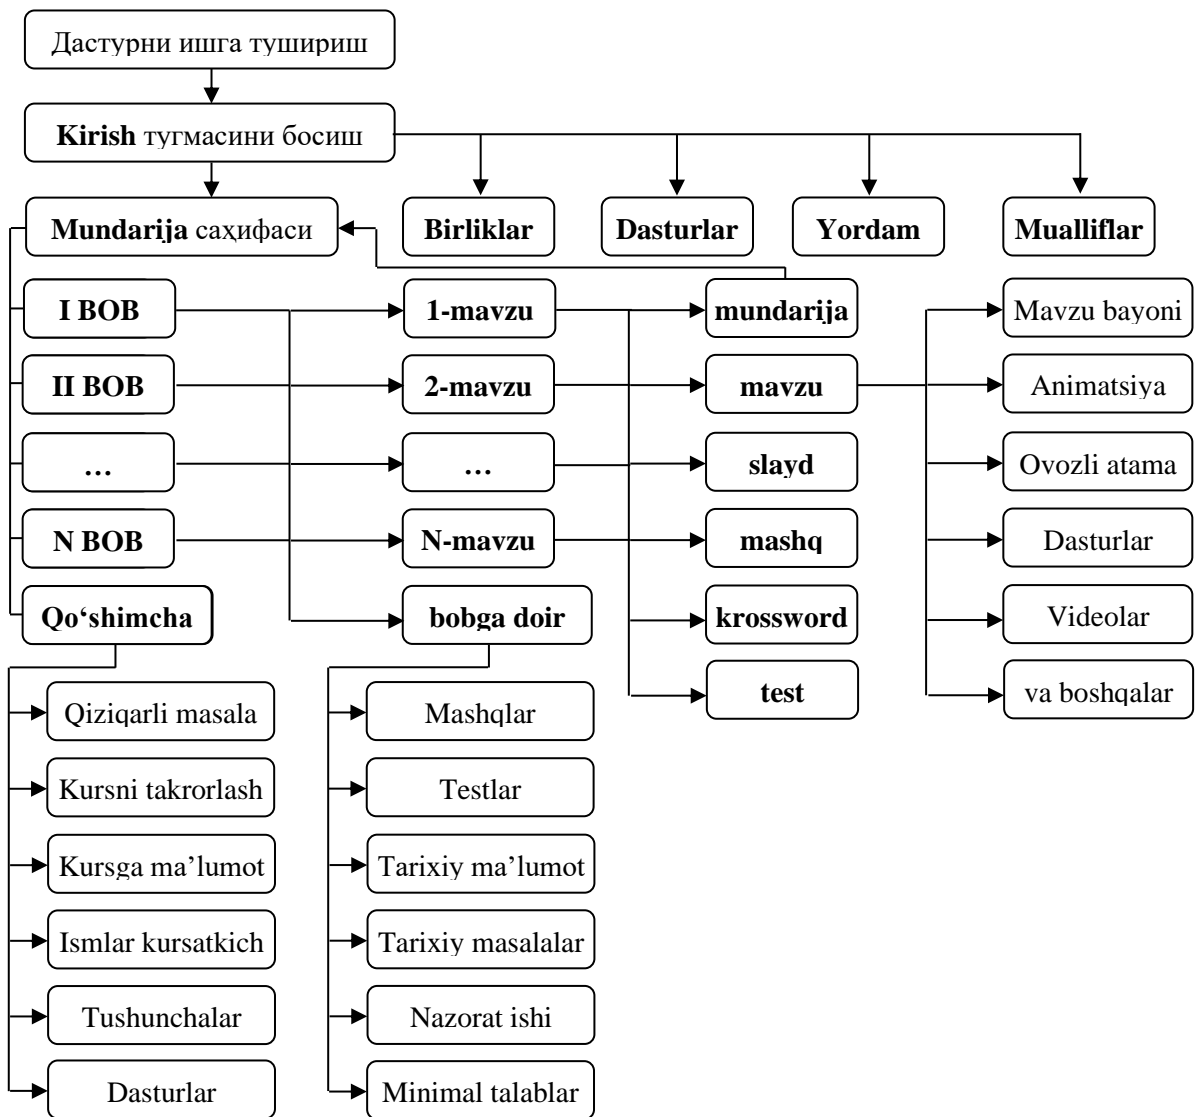 Дастурни ишга тушириш
Kirish тугмасини босиш
Mundarija саҳифаси
Birliklar
Dasturlar
Yordam
Mualliflar
I BOB
1-mavzu
mundarija
Mavzu bayoni
II BOB
2-mavzu
mavzu
Animatsiya
…
…
slayd
Ovozli atama
N BOB
N-mavzu
mashq
Dasturlar
Qo‘shimcha
bobga doir
krossword
Videolar
test
va boshqalar
Qiziqarli masala
Mashqlar
Kursni takrorlash
Testlar
Kursga ma’lumot
Tarixiy ma’lumot
Ismlar kursatkich
Tarixiy masalalar
Tushunchalar
Nazorat ishi
Dasturlar
Minimal talablar